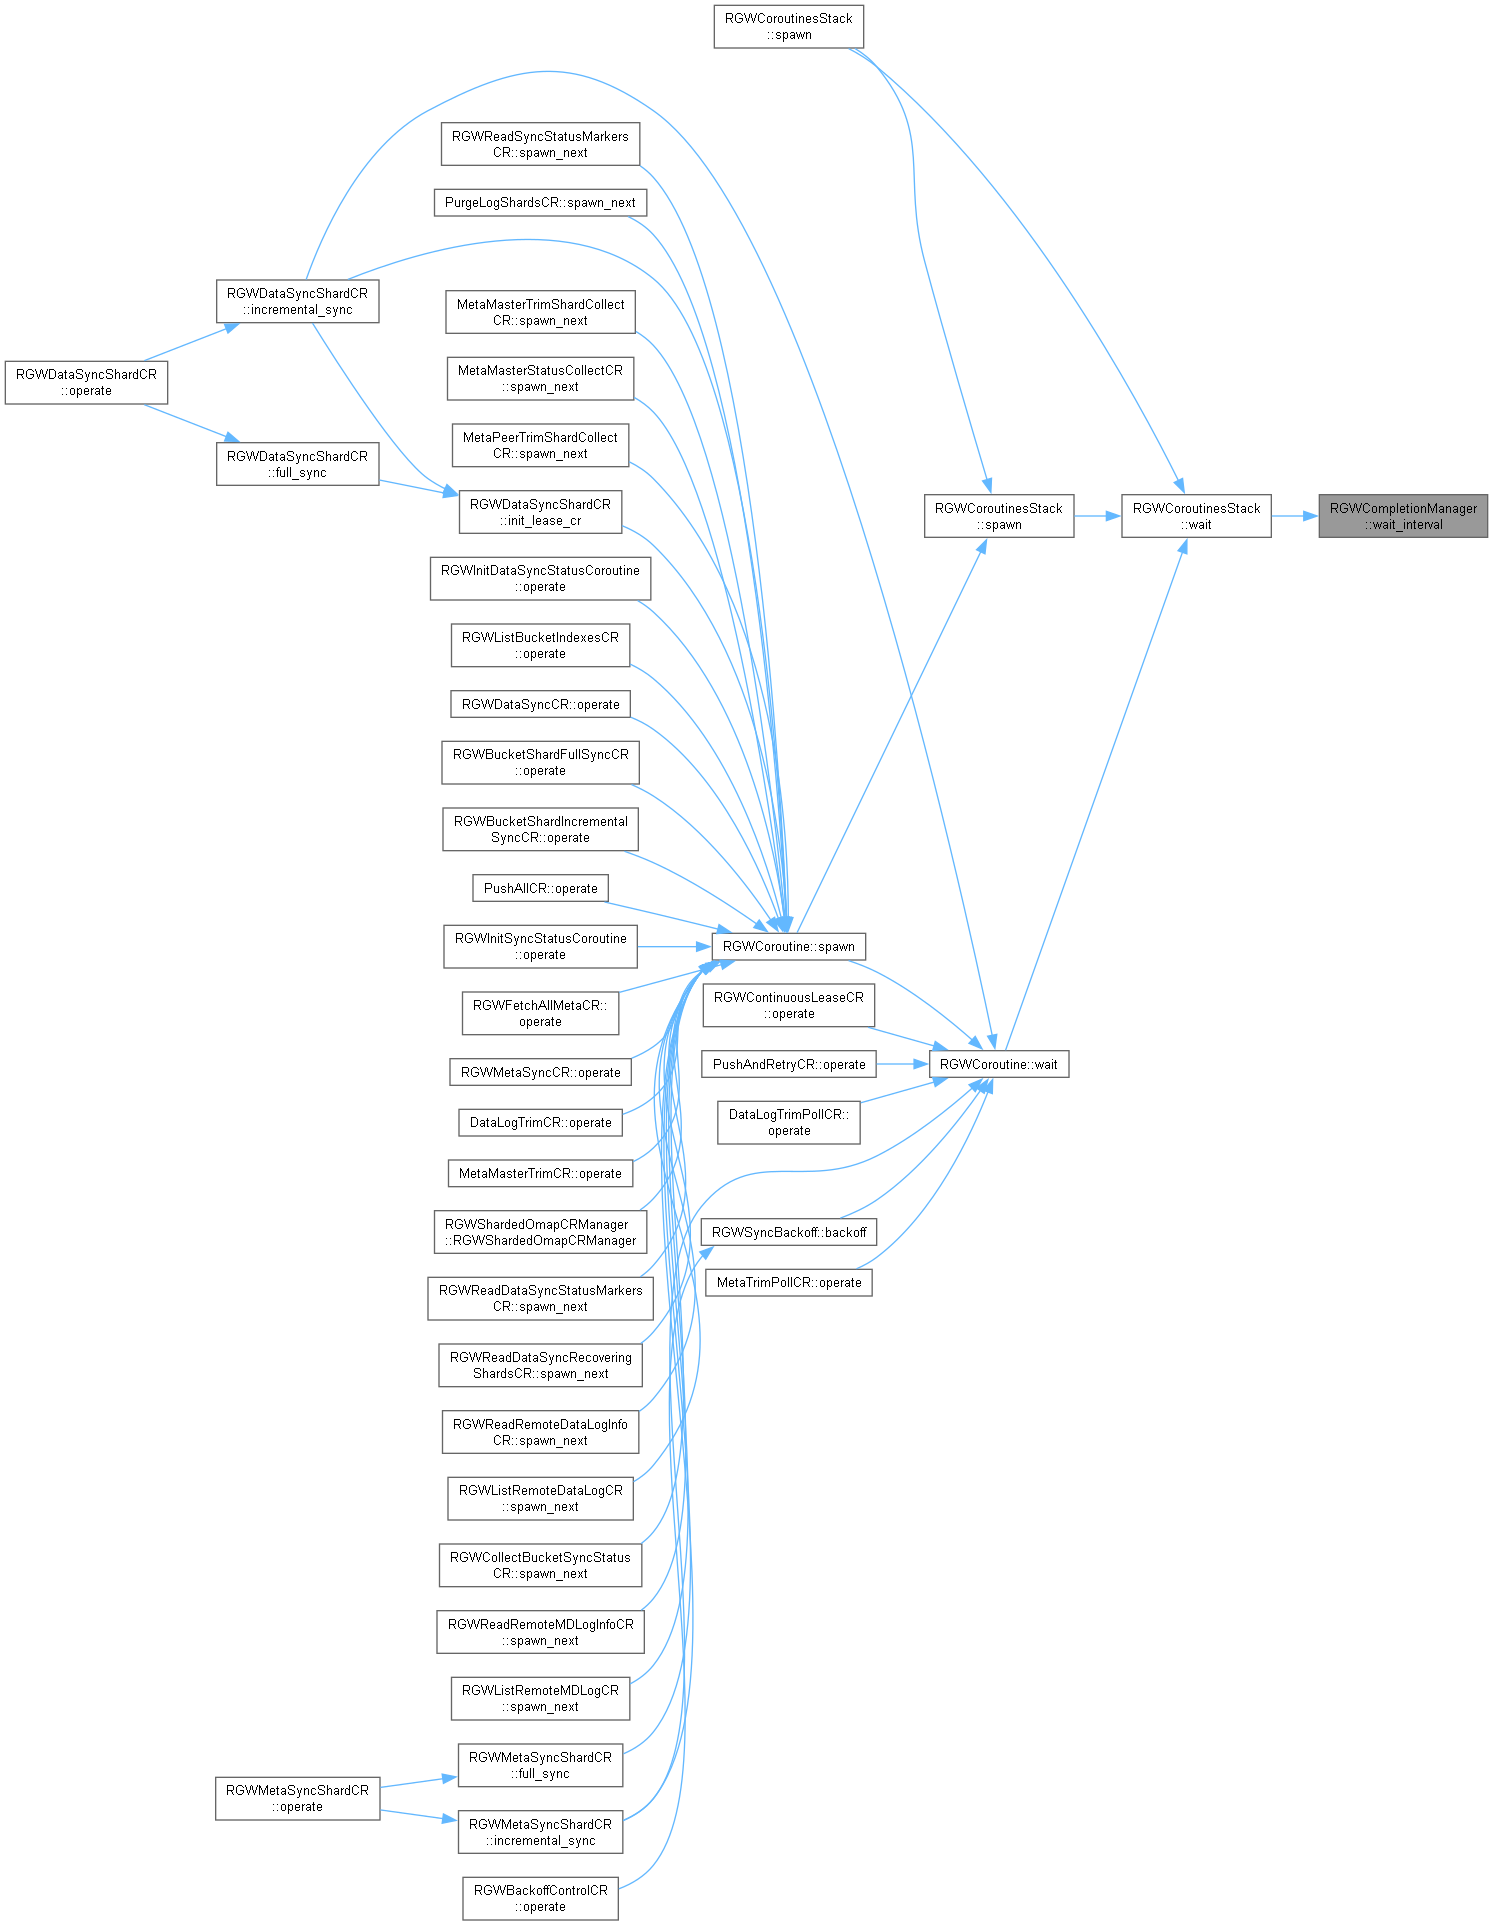 RGWCoroutinesStack
::spawn
RGWReadSyncStatusMarkers
CR::spawn_next
PurgeLogShardsCR::spawn_next
RGWDataSyncShardCR
::incremental_sync
MetaMasterTrimShardCollect
CR::spawn_next
RGWDataSyncShardCR
::operate
MetaMasterStatusCollectCR
::spawn_next
RGWDataSyncShardCR
::full_sync
MetaPeerTrimShardCollect
CR::spawn_next
RGWDataSyncShardCR
::init_lease_cr
RGWCoroutinesStack
::spawn
RGWCoroutinesStack
::wait
RGWCompletionManager
::wait_interval
RGWInitDataSyncStatusCoroutine
::operate
RGWListBucketIndexesCR
::operate
RGWDataSyncCR::operate
RGWBucketShardFullSyncCR
::operate
RGWBucketShardIncremental
SyncCR::operate
PushAllCR::operate
RGWInitSyncStatusCoroutine
::operate
RGWCoroutine::spawn
RGWFetchAllMetaCR::
operate
RGWContinuousLeaseCR
::operate
RGWMetaSyncCR::operate
PushAndRetryCR::operate
RGWCoroutine::wait
DataLogTrimCR::operate
DataLogTrimPollCR::
operate
MetaMasterTrimCR::operate
RGWShardedOmapCRManager
::RGWShardedOmapCRManager
RGWSyncBackoff::backoff
RGWReadDataSyncStatusMarkers
CR::spawn_next
MetaTrimPollCR::operate
RGWReadDataSyncRecovering
ShardsCR::spawn_next
RGWReadRemoteDataLogInfo
CR::spawn_next
RGWListRemoteDataLogCR
::spawn_next
RGWCollectBucketSyncStatus
CR::spawn_next
RGWReadRemoteMDLogInfoCR
::spawn_next
RGWListRemoteMDLogCR
::spawn_next
RGWMetaSyncShardCR
::full_sync
RGWMetaSyncShardCR
::operate
RGWMetaSyncShardCR
::incremental_sync
RGWBackoffControlCR
::operate